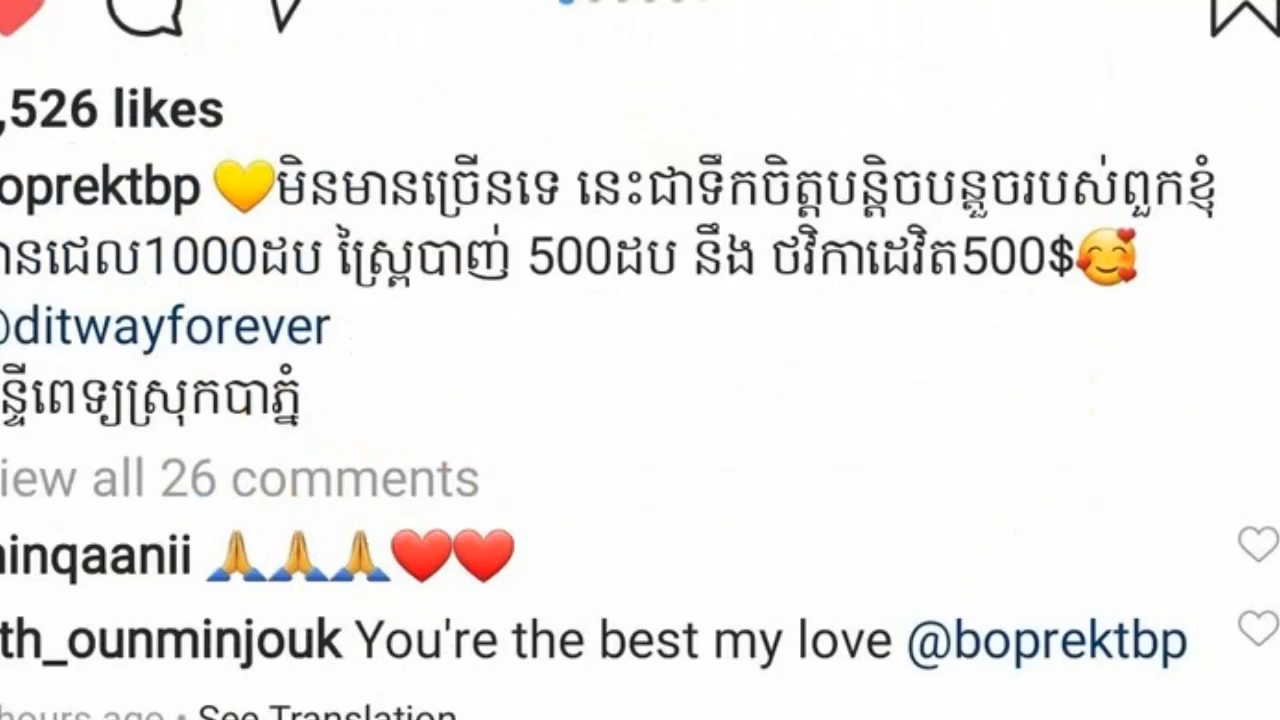 ,526 likes
oprektbp 💛មិនមានច្រើនទេ នេះជាទឹកចិត្តបន្តិចបន្តួចរបស់ពួកខ្ញុំ
ានជេល1000ដប ស្ព្រៃបាញ់ 500ដប នឹង ថវិកាដេវិត500$🥰
@ditwayforever
ន្ទីពេទ្យស្រុកបាភ្នំ
iew all 26 comments
inqaanii 🙏🙏🙏❤️❤️
th_ounminjouk You're the best my love @boprektbp
hours ago • See Translation